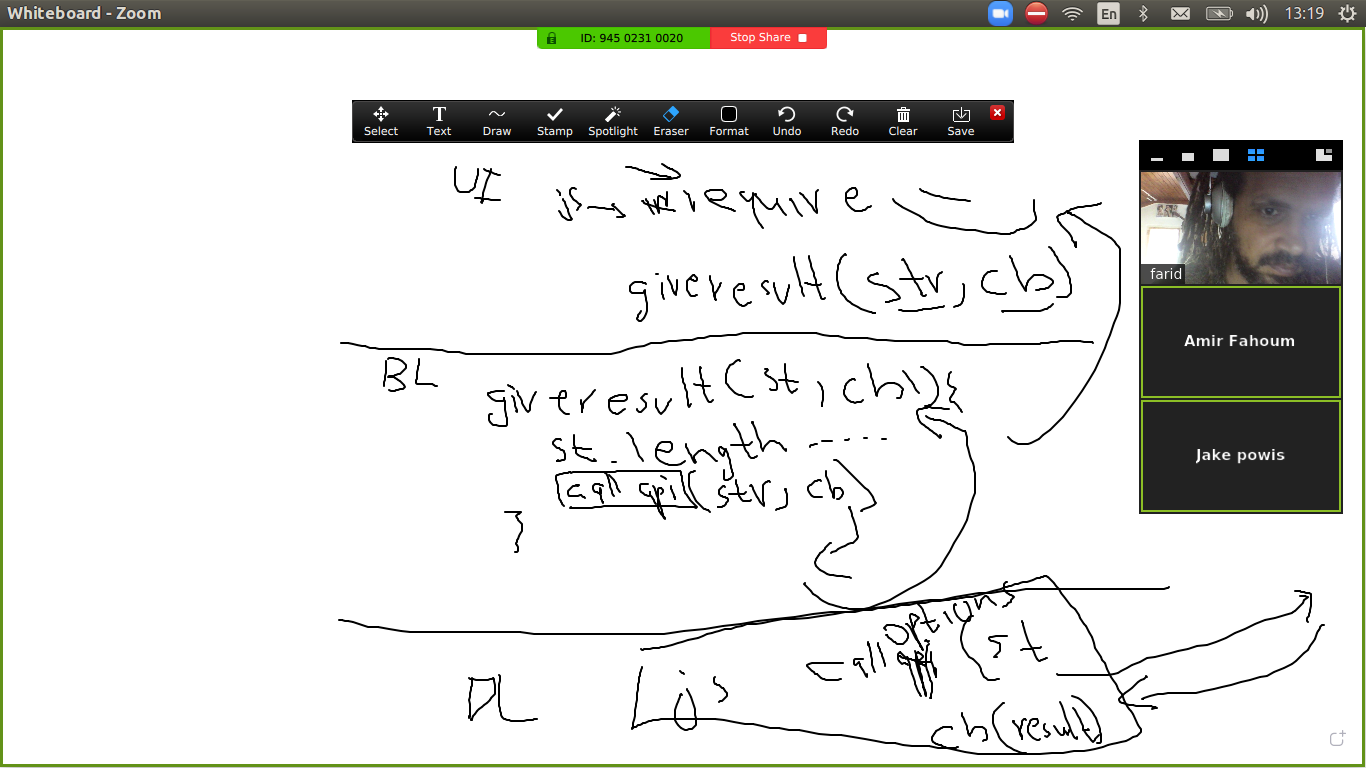 Whiteboard - Zoom
En
13:19
ID: 945 0231 0020
Stop Share
Select Text Draw Stamp Spotlight Eraser Format Undo Redo Clear Save
UI js require
giveresult(str, cb)
farid
Amir Fahoum
Jake powis
BL giveresult(st, cb){
st.length ------
call api(str, cb)
}
options
DL js call api (st
cb(result)